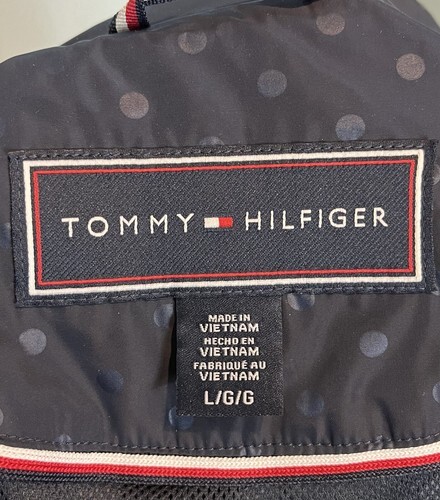 TOMMY HILFIGER
MADE IN
VIETNAM
HECHO EN
VIETNAM
FABRIQUÉ AU
VIETNAM
L/G/G